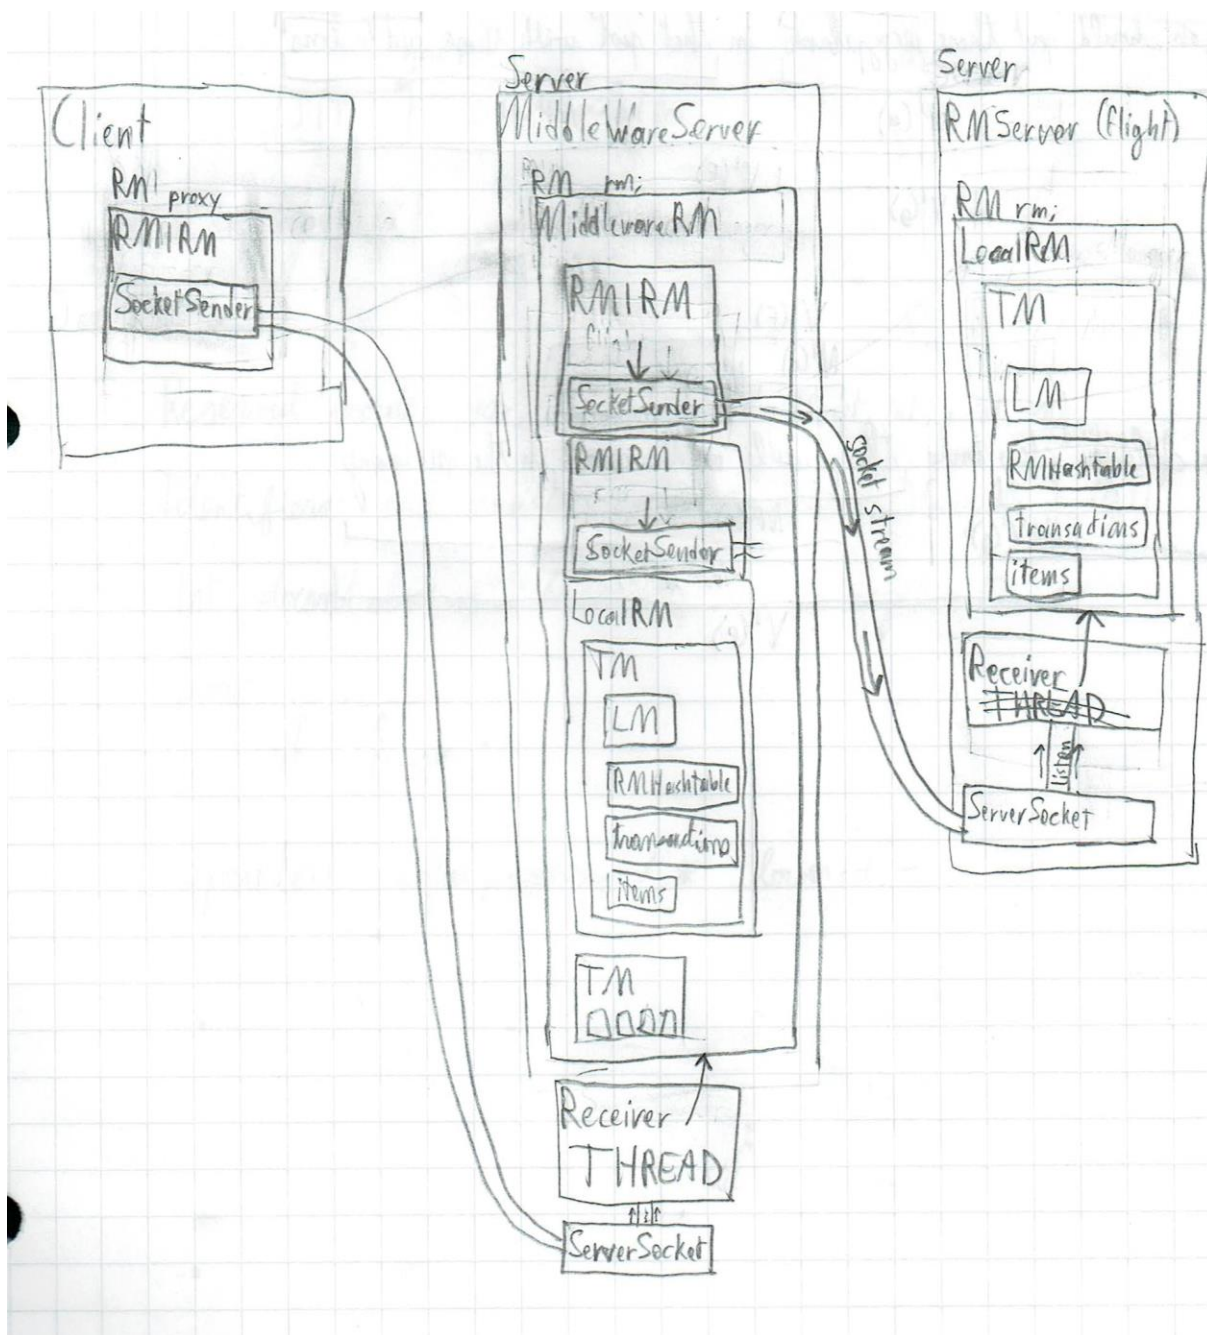 Client
RM proxy
RMIRM
SocketSender
Server
MiddleWareServer
RM rmi
MiddlewareRM
RMIRM
SocketSender
RMIRM
SocketSender
LocalRM
TM
LM
RMHashtable
transactions
items
TM
Receiver
THREAD
ServerSocket
socket stream
Server
RMServer (flight)
RM rmi
LocalRM
TM
LM
RMHashtable
transactions
items
Receiver
THREAD
listen
ServerSocket